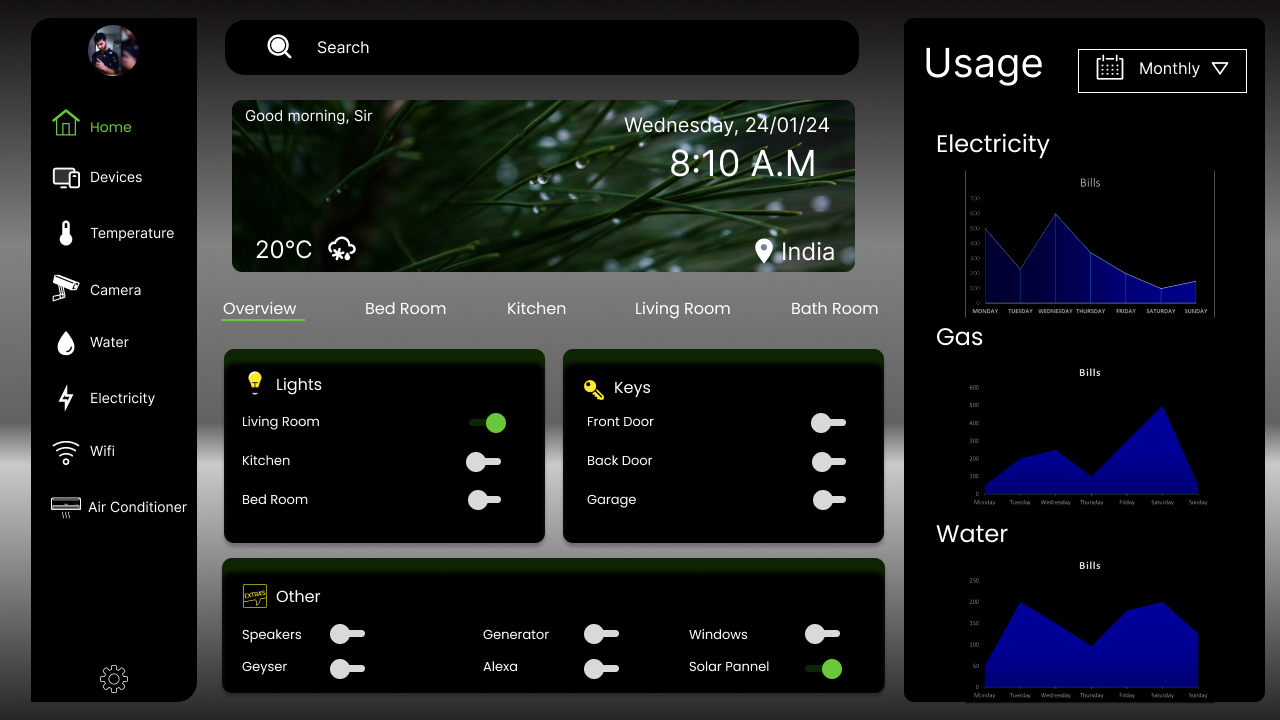 Home
Devices
Temperature
Camera
Water
Electricity
Wifi
Air Conditioner
Search
Good morning, Sir
Wednesday, 24/01/24
8:10 A.M
20°C
India
Overview Bed Room Kitchen Living Room Bath Room
Lights
Living Room
Kitchen
Bed Room
Keys
Front Door
Back Door
Garage
EXTRAS
Other
Speakers Generator Windows
Geyser Alexa Solar Pannel
Usage
Monthly
Electricity
Bills
700
600
500
400
300
200
100
0
MONDAY TUESDAY WEDNESDAY THURSDAY FRIDAY SATURDAY SUNDAY
Gas
Bills
600
500
400
300
200
100
0
Monday Tuesday Wednesday Thursday Friday Saturday Sunday
Water
Bills
250
200
150
100
50
0
Monday Tuesday Wednesday Thursday Friday Saturday Sunday